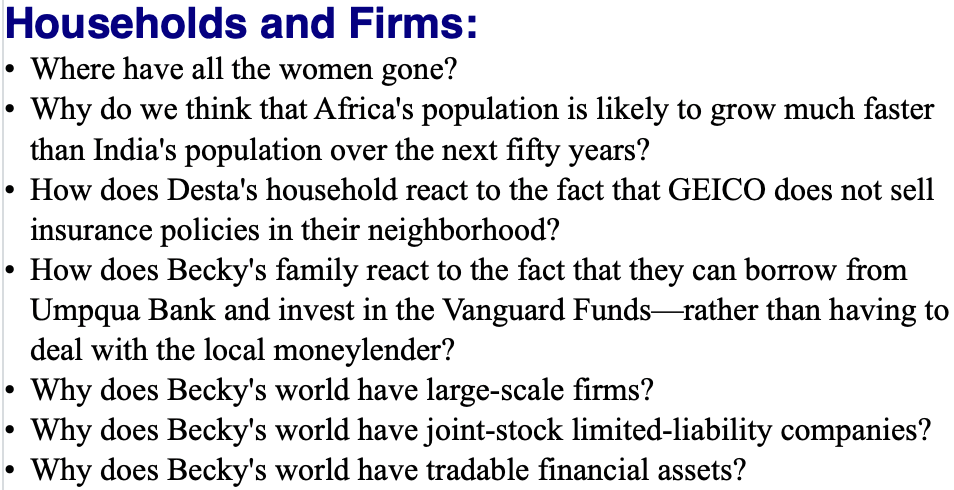 Households and Firms:
• Where have all the women gone?
• Why do we think that Africa's population is likely to grow much faster
than India's population over the next fifty years?
• How does Desta's household react to the fact that GEICO does not sell
insurance policies in their neighborhood?
• How does Becky's family react to the fact that they can borrow from
Umpqua Bank and invest in the Vanguard Funds—rather than having to
deal with the local moneylender?
• Why does Becky's world have large-scale firms?
• Why does Becky's world have joint-stock limited-liability companies?
• Why does Becky's world have tradable financial assets?